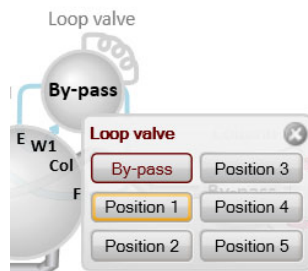 Loop valve
By-pass
E
W1
Col
F
Loop valve
By-pass
Position 3
Position 1
Position 4
Position 2
Position 5